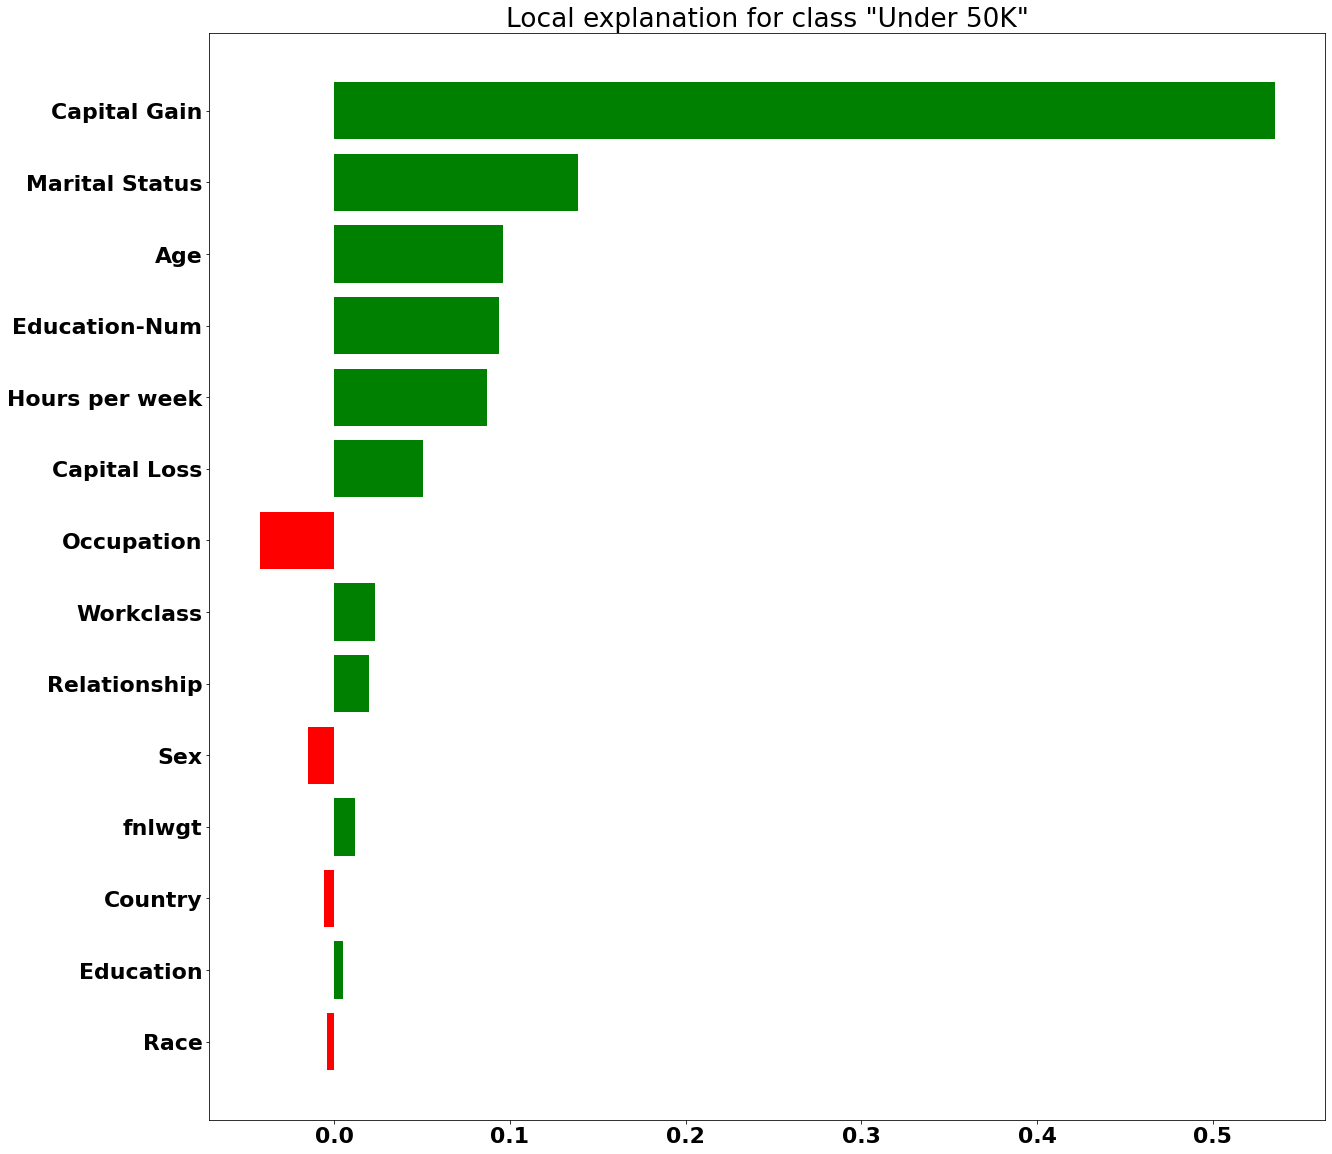 Local explanation for class "Under 50K"
Capital Gain
Marital Status
Age
Education-Num
Hours per week
Capital Loss
Occupation
Workclass
Relationship
Sex
fnlwgt
Country
Education
Race
0.0 0.1 0.2 0.3 0.4 0.5